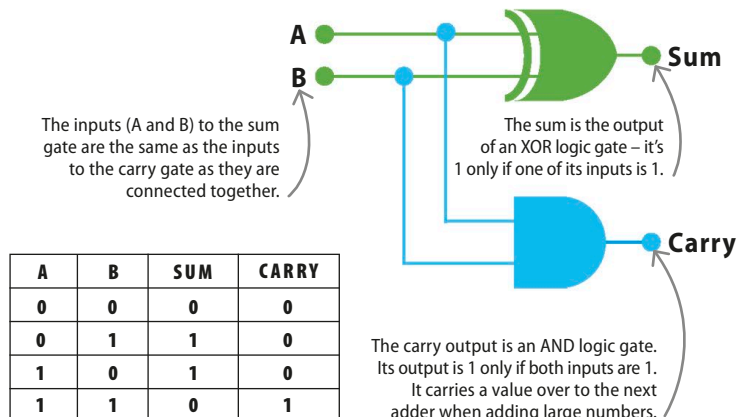 A
B
Sum
The inputs (A and B) to the sum
gate are the same as the inputs
to the carry gate as they are
connected together.
The sum is the output
of an XOR logic gate – it's
1 only if one of its inputs is 1.
Carry
A B SUM CARRY
0 0 0 0
0 1 1 0
1 0 1 0
1 1 0 1
The carry output is an AND logic gate.
Its output is 1 only if both inputs are 1.
It carries a value over to the next
adder when adding large numbers.